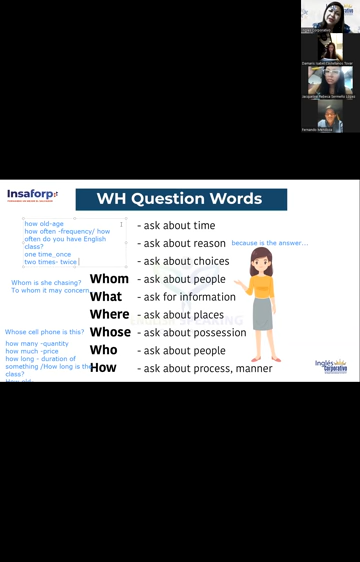 Insaforp
WH Question Words
how old-age
how often -frequency/ how
often do you have English
class?
one time_once
two times- twice
- ask about time
- ask about reason
because is the answer...
- ask about choices
Whom - ask about people
Whom is she chasing?
To whom it may concern
What - ask for information
Where - ask about places
Whose cell phone is this?
Whose - ask about possession
how many -quantity
how much -price
how long - duration of
something /How long is the
class?
Who - ask about people
How - ask about process, manner
Inglés
Corporativo